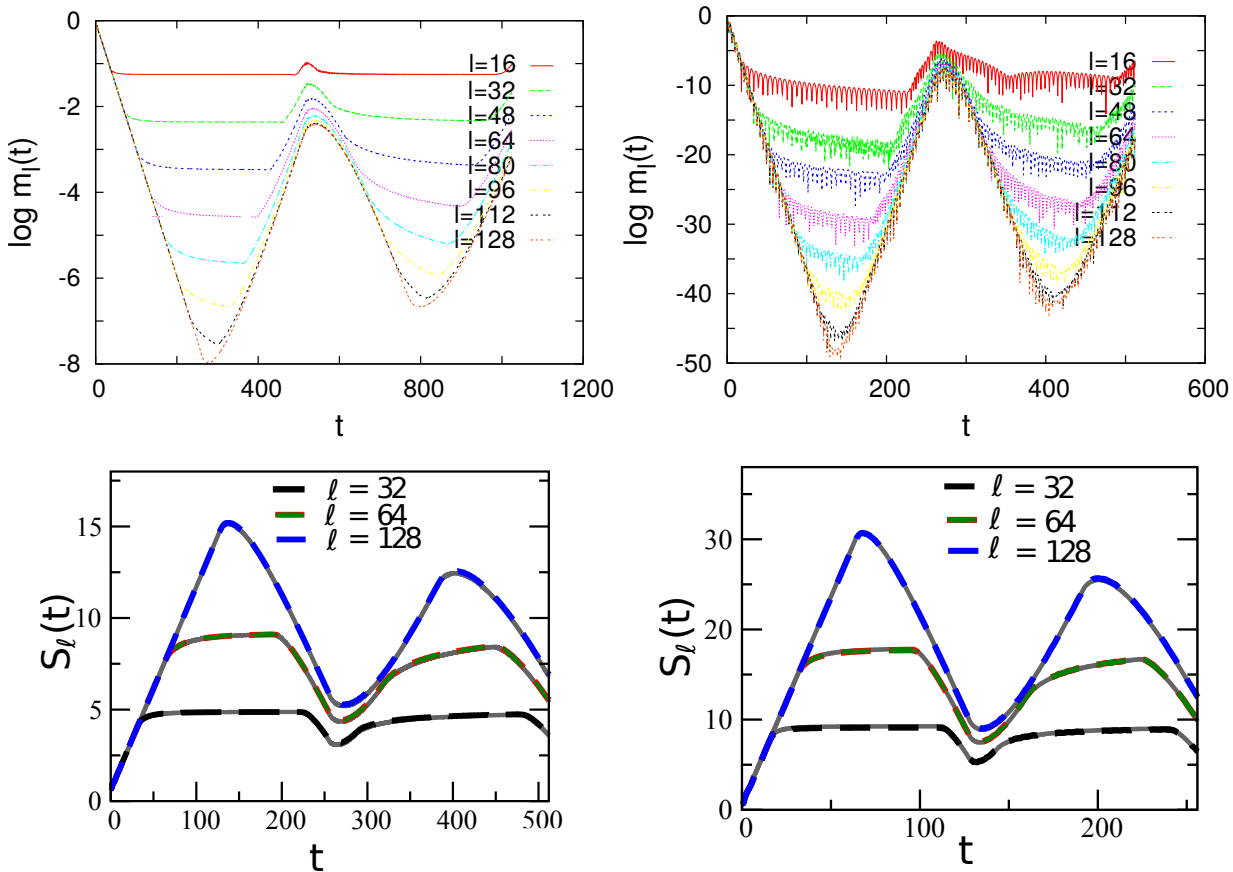 0
-2
-4
-6
-8
0 400 800 1200
log m_l(t)
t
l=16
l=32
l=48
l=64
l=80
l=96
l=112
l=128
0
-10
-20
-30
-40
-50
0 200 400 600
log m_l(t)
t
l=16
l=32
l=48
l=64
l=80
l=96
l=112
l=128
15
10
5
0
0 100 200 300 400 500
S_ℓ(t)
t
ℓ = 32
ℓ = 64
ℓ = 128
30
20
10
0
0 100 200
S_ℓ(t)
t
ℓ = 32
ℓ = 64
ℓ = 128